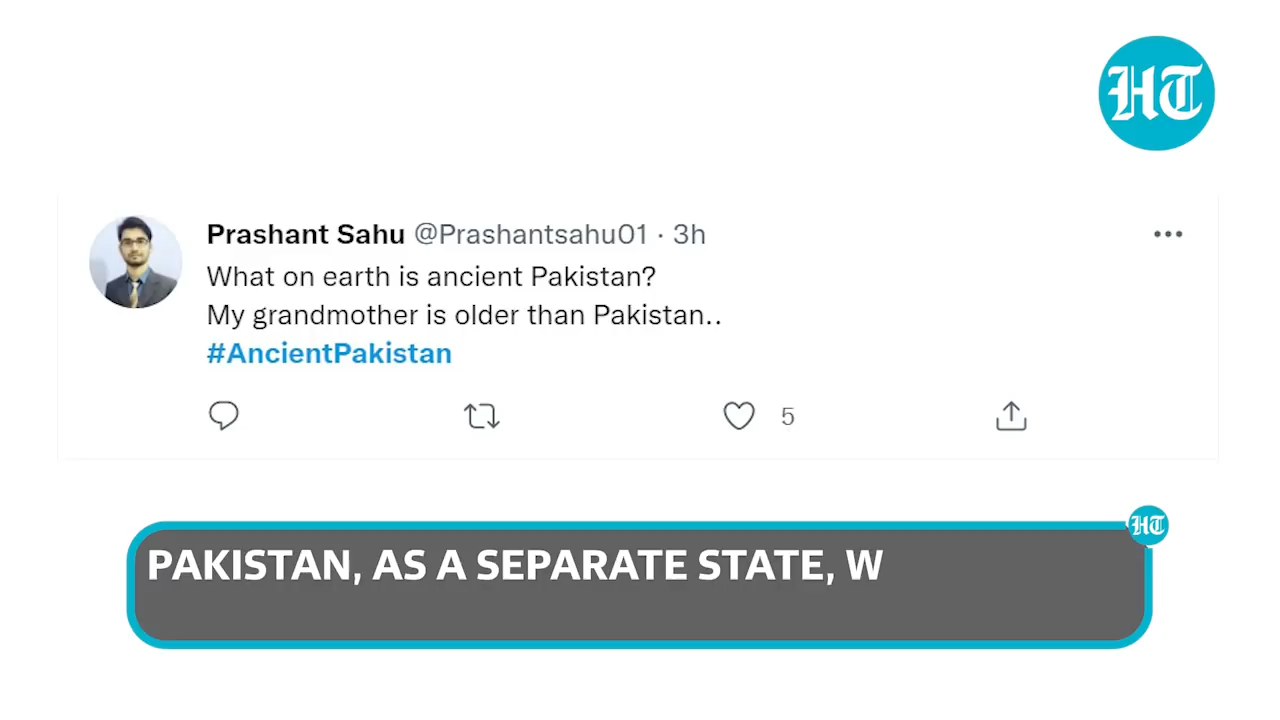 HT
Prashant Sahu @Prashantsahu01 · 3h
What on earth is ancient Pakistan?
My grandmother is older than Pakistan..
#AncientPakistan
5
HT
PAKISTAN, AS A SEPARATE STATE, W